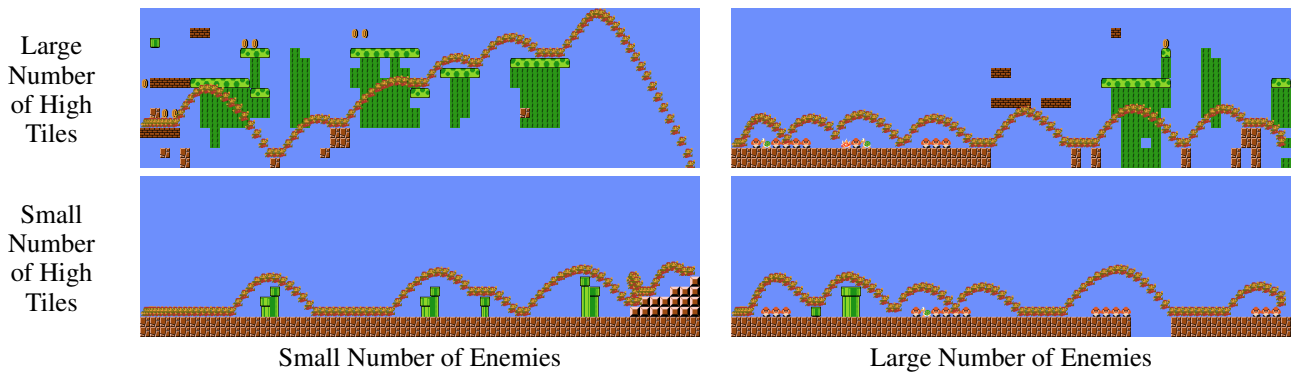 Large
Number
of High
Tiles
Small
Number
of High
Tiles
Small Number of Enemies
Large Number of Enemies